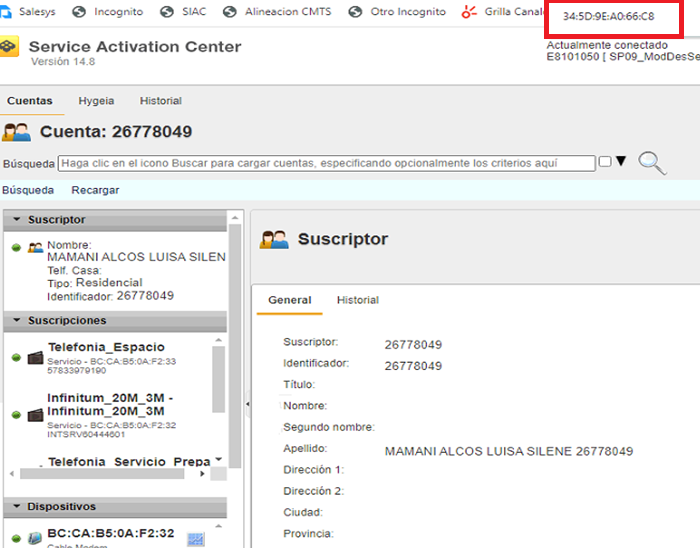 Salesys Incognito SIAC Alineacion CMTS Otro Incognito Grilla Canal
34:5D:9E:A0:66:C8
Service Activation Center
Versión 14.8
Actualmente conectado
E8101050 [ SP09_ModDesSe
Cuentas Hygeia Historial
Cuenta: 26778049
Búsqueda Haga clic en el icono Buscar para cargar cuentas, especificando opcionalmente los criterios aquí
Búsqueda Recargar
Suscriptor
Nombre:
MAMANI ALCOS LUISA SILEN
Telf. Casa:
Tipo: Residencial
Identificador: 26778049
Suscripciones
Telefonia_Espacio
Servicio - BC:CA:B5:0A:F2:33
57833979190
Infinitum_20M_3M -
Infinitum_20M_3M
Servicio - BC:CA:B5:0A:F2:32
INTSRV60444601
Telefonia_Servicio_Prepa
Dispositivos
BC:CA:B5:0A:F2:32
Cable Modem
Suscriptor
General Historial
Suscriptor: 26778049
Identificador: 26778049
Título:
Nombre:
Segundo nombre:
Apellido: MAMANI ALCOS LUISA SILENE 26778049
Dirección 1:
Dirección 2:
Ciudad:
Provincia: